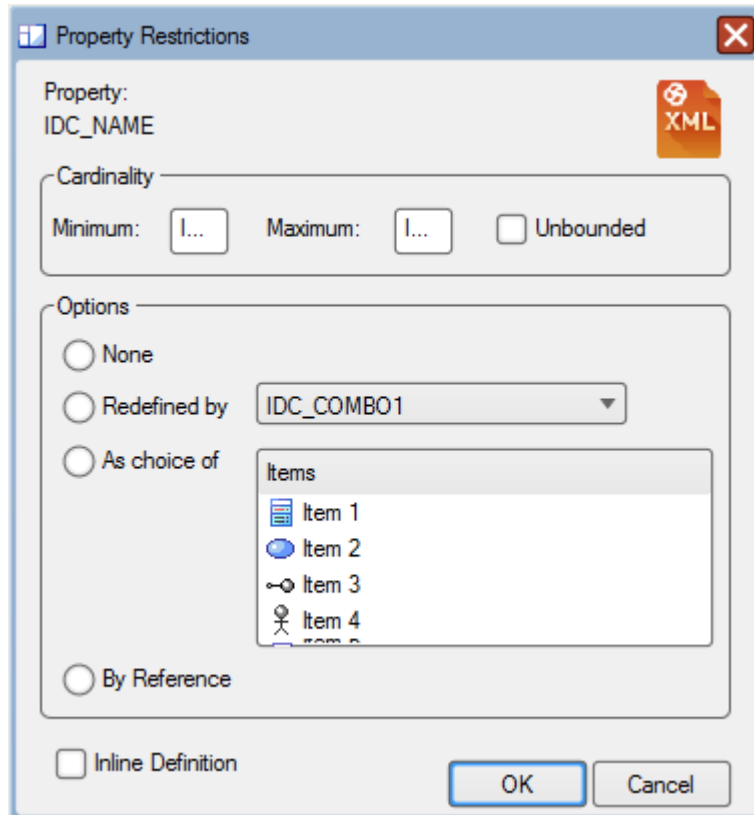 Property Restrictions
Property:
IDC_NAME
XML
Cardinality
Minimum: I... Maximum: I... Unbounded
Options
None
Redefined by IDC_COMBO1
As choice of
Items
Item 1
Item 2
Item 3
Item 4
By Reference
Inline Definition
OK Cancel